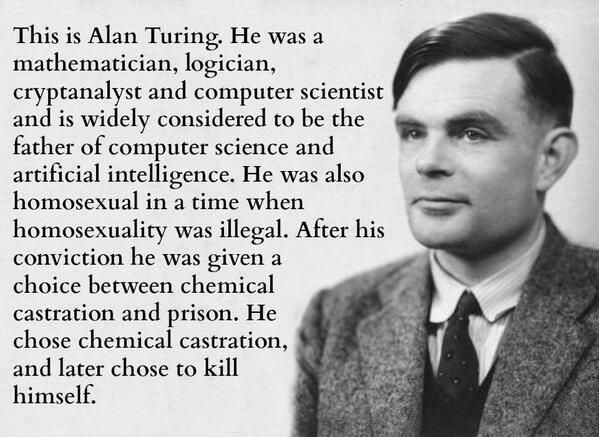 This is Alan Turing. He was a
mathematician, logician,
cryptanalyst and computer scientist
and is widely considered to be the
father of computer science and
artificial intelligence. He was also
homosexual in a time when
homosexuality was illegal. After his
conviction he was given a
choice between chemical
castration and prison. He
chose chemical castration,
and later chose to kill
himself.